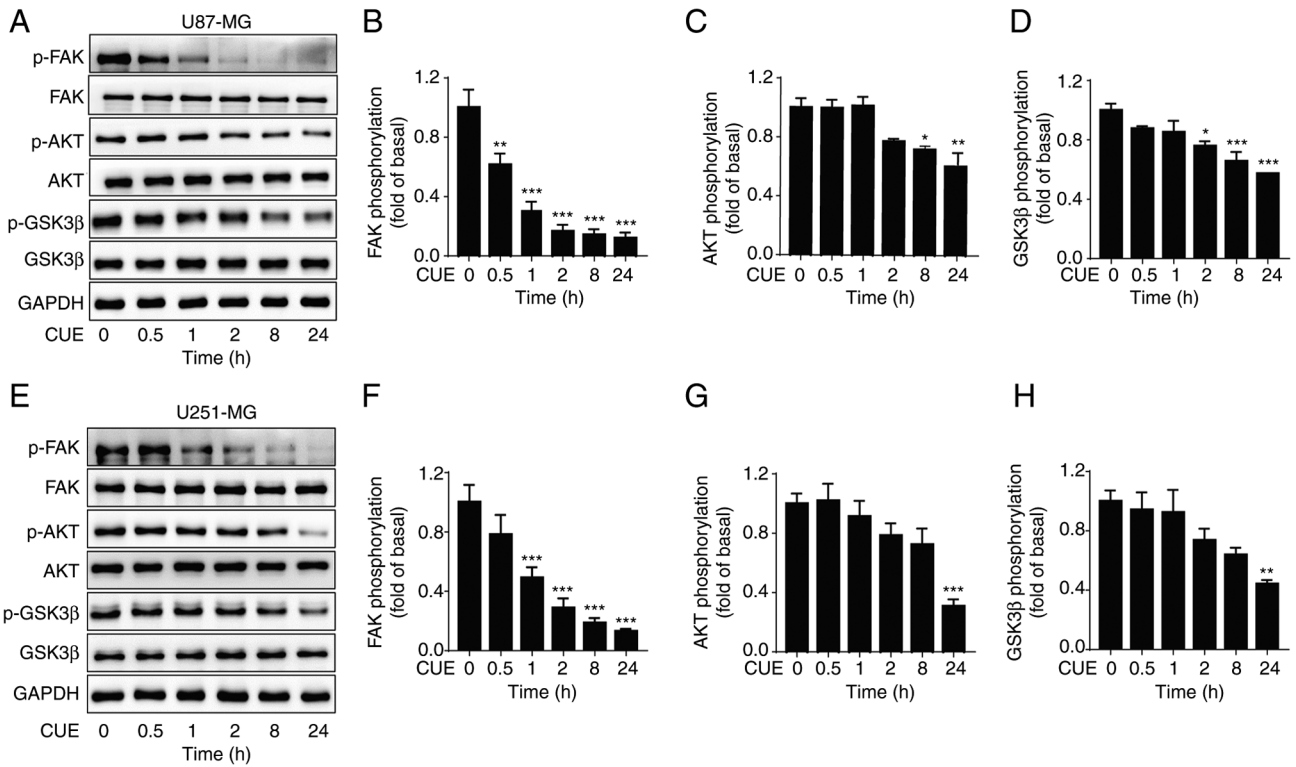 A
U87-MG
p-FAK
FAK
p-AKT
AKT
p-GSK3β
GSK3β
GAPDH
CUE 0 0.5 1 2 8 24
Time (h)
B
FAK phosphorylation
(fold of basal)
1.2
0.8
0.4
0.0
** *** *** *** ***
CUE 0 0.5 1 2 8 24
Time (h)
C
AKT phosphorylation
(fold of basal)
1.2
0.8
0.4
0.0
* **
CUE 0 0.5 1 2 8 24
Time (h)
D
GSK3β phosphorylation
(fold of basal)
1.2
0.8
0.4
0.0
* *** ***
CUE 0 0.5 1 2 8 24
Time (h)
E
U251-MG
p-FAK
FAK
p-AKT
AKT
p-GSK3β
GSK3β
GAPDH
CUE 0 0.5 1 2 8 24
Time (h)
F
FAK phosphorylation
(fold of basal)
1.2
0.8
0.4
0.0
*** *** *** ***
CUE 0 0.5 1 2 8 24
Time (h)
G
AKT phosphorylation
(fold of basal)
1.2
0.8
0.4
0.0
***
CUE 0 0.5 1 2 8 24
Time (h)
H
GSK3β phosphorylation
(fold of basal)
1.2
0.8
0.4
0.0
**
CUE 0 0.5 1 2 8 24
Time (h)